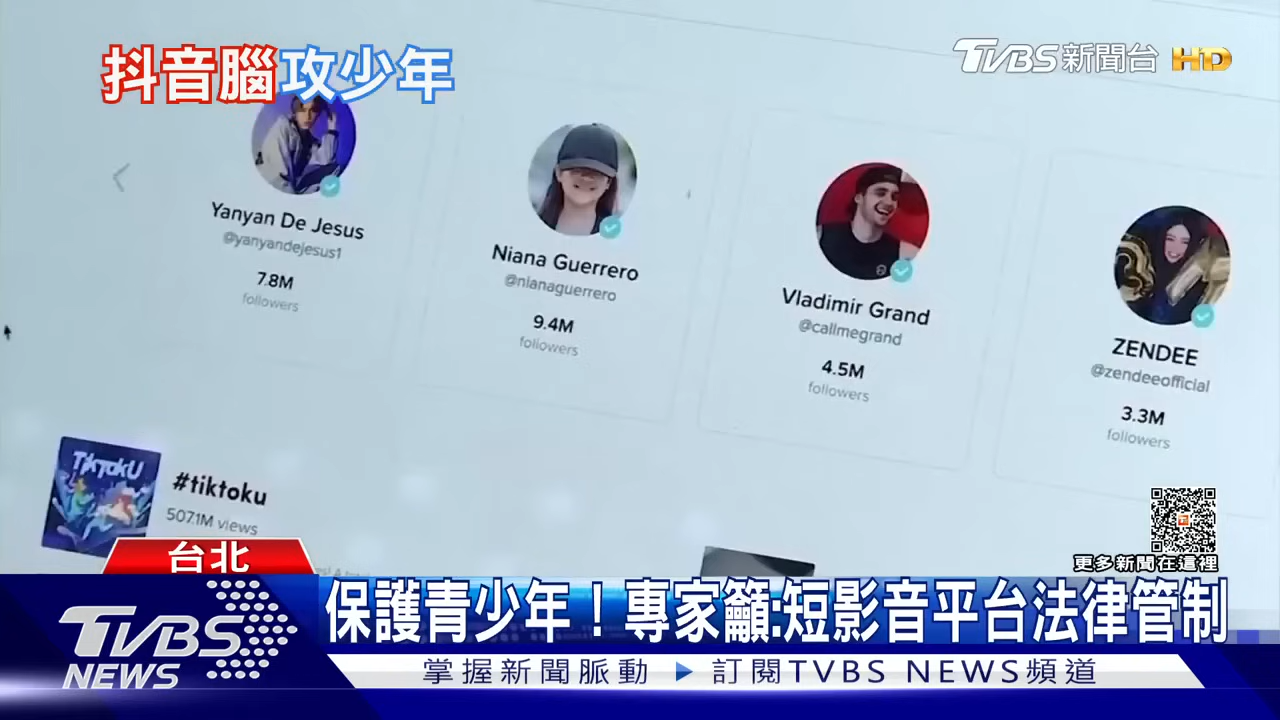 抖音腦攻少年
TVBS新聞台 HD
Yanyan De Jesus
@yanyandejesus1
7.8M
followers
Niana Guerrero
@nianaguerrero
9.4M
followers
Vladimir Grand
@callmegrand
4.5M
followers
ZENDEE
@zendeeofficial
3.3M
followers
TikTokU
#tiktoku
507.1M views
更多新聞在這裡
台北
保護青少年！專家籲:短影音平台法律管制
TVBS
NEWS
掌握新聞脈動 ▶ 訂閱TVBS NEWS頻道